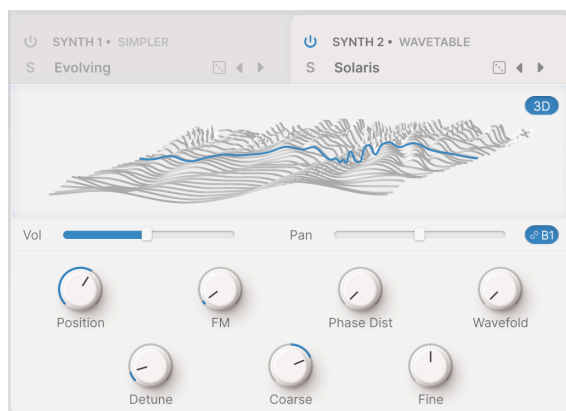 SYNTH 1 • SIMPLER
SYNTH 2 • WAVETABLE
S Evolving
S Solaris
3D
Vol
Pan
B1
Position
FM
Phase Dist
Wavefold
Detune
Coarse
Fine